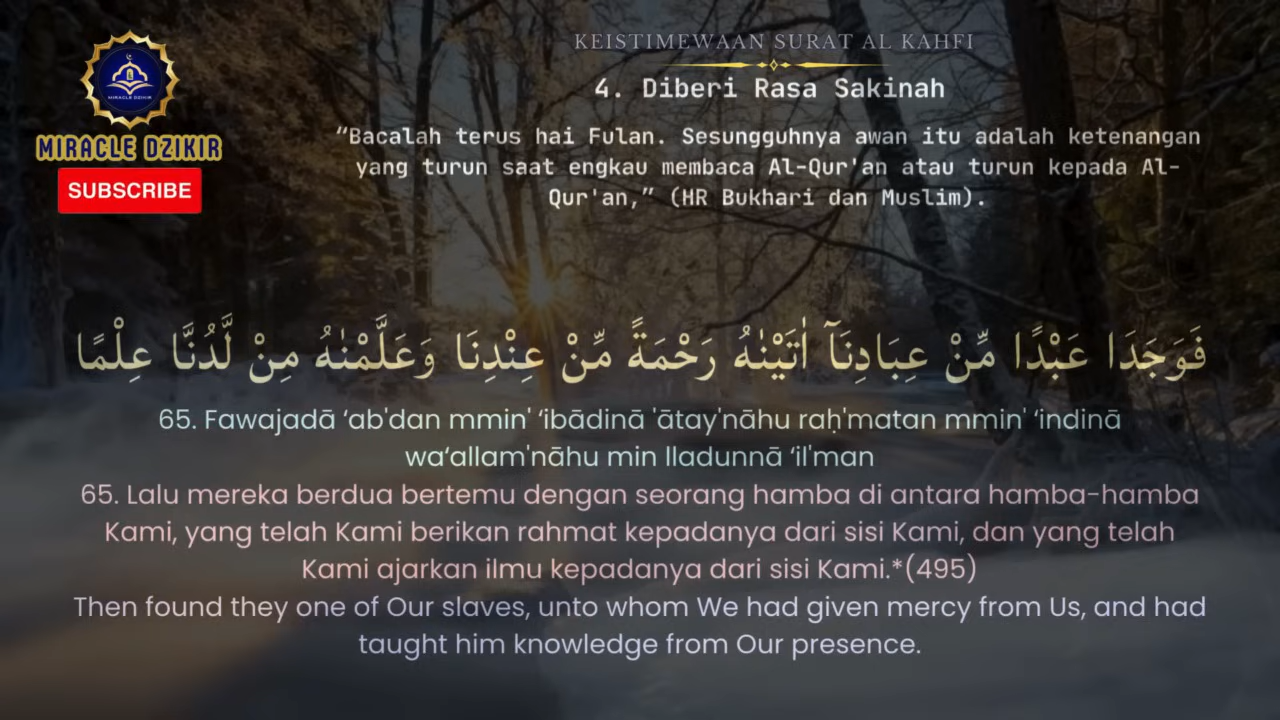 KEISTIMEWAAN SURAT AL KAHFI
4. Diberi Rasa Sakinah
“Bacalah terus hai Fulan. Sesungguhnya awan itu adalah ketenangan
yang turun saat engkau membaca Al-Qur'an atau turun kepada Al-
Qur'an,” (HR Bukhari dan Muslim).
MIRACLE DZIKIR
MIRACLE DZIKIR
SUBSCRIBE
فَوَجَدَا عَبْدًا مِّنْ عِبَادِنَآ اٰتَيْنٰهُ رَحْمَةً مِّنْ عِنْدِنَا وَعَلَّمْنٰهُ مِنْ لَّدُنَّا عِلْمًا
65. Fawajadā ‘ab'dan mmin' ‘ibādinā 'ātay'nāhu raḥ'matan mmin' ‘indinā
wa‘allam'nāhu min lladunnā ‘il'man
65. Lalu mereka berdua bertemu dengan seorang hamba di antara hamba-hamba
Kami, yang telah Kami berikan rahmat kepadanya dari sisi Kami, dan yang telah
Kami ajarkan ilmu kepadanya dari sisi Kami.*(495)
Then found they one of Our slaves, unto whom We had given mercy from Us, and had
taught him knowledge from Our presence.